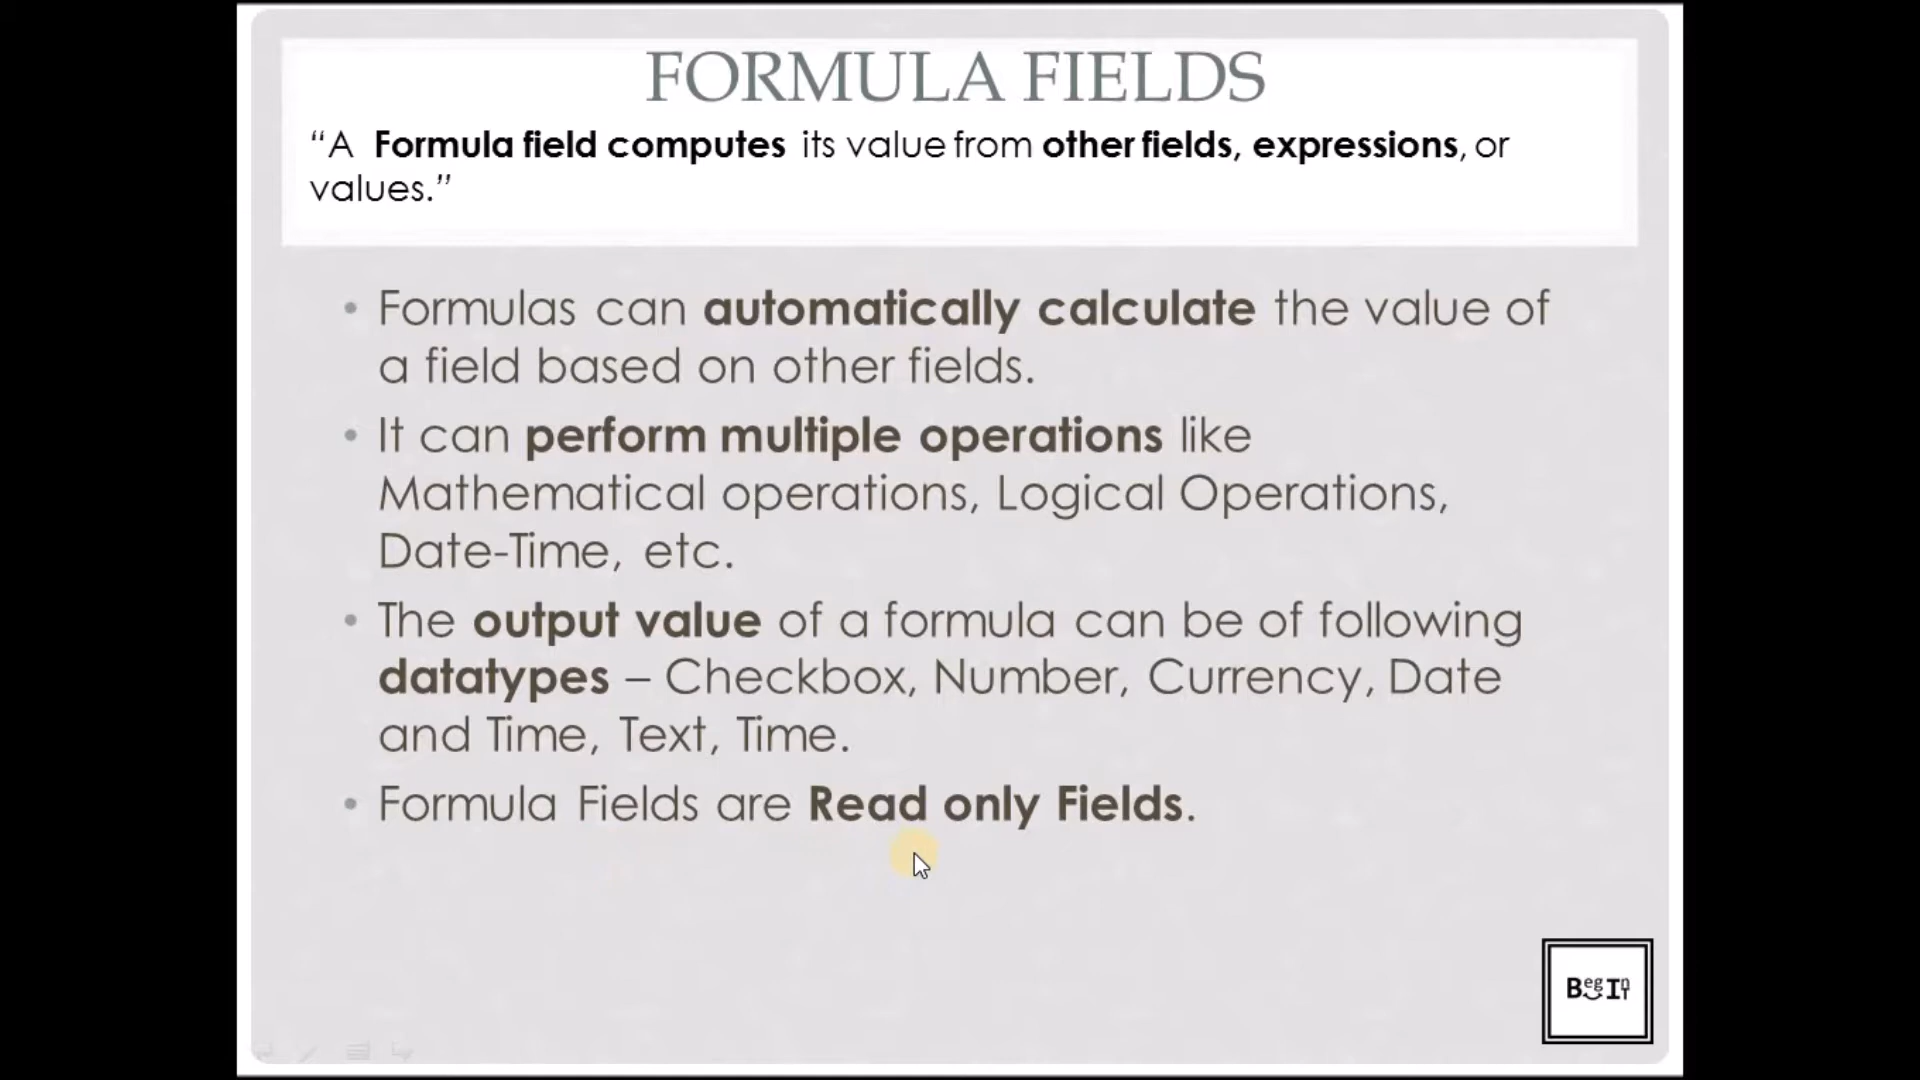 FORMULA FIELDS
“A Formula field computes its value from other fields, expressions, or
values.”
• Formulas can automatically calculate the value of
a field based on other fields.
• It can perform multiple operations like
Mathematical operations, Logical Operations,
Date-Time, etc.
• The output value of a formula can be of following
datatypes – Checkbox, Number, Currency, Date
and Time, Text, Time.
• Formula Fields are Read only Fields.
Beg InT